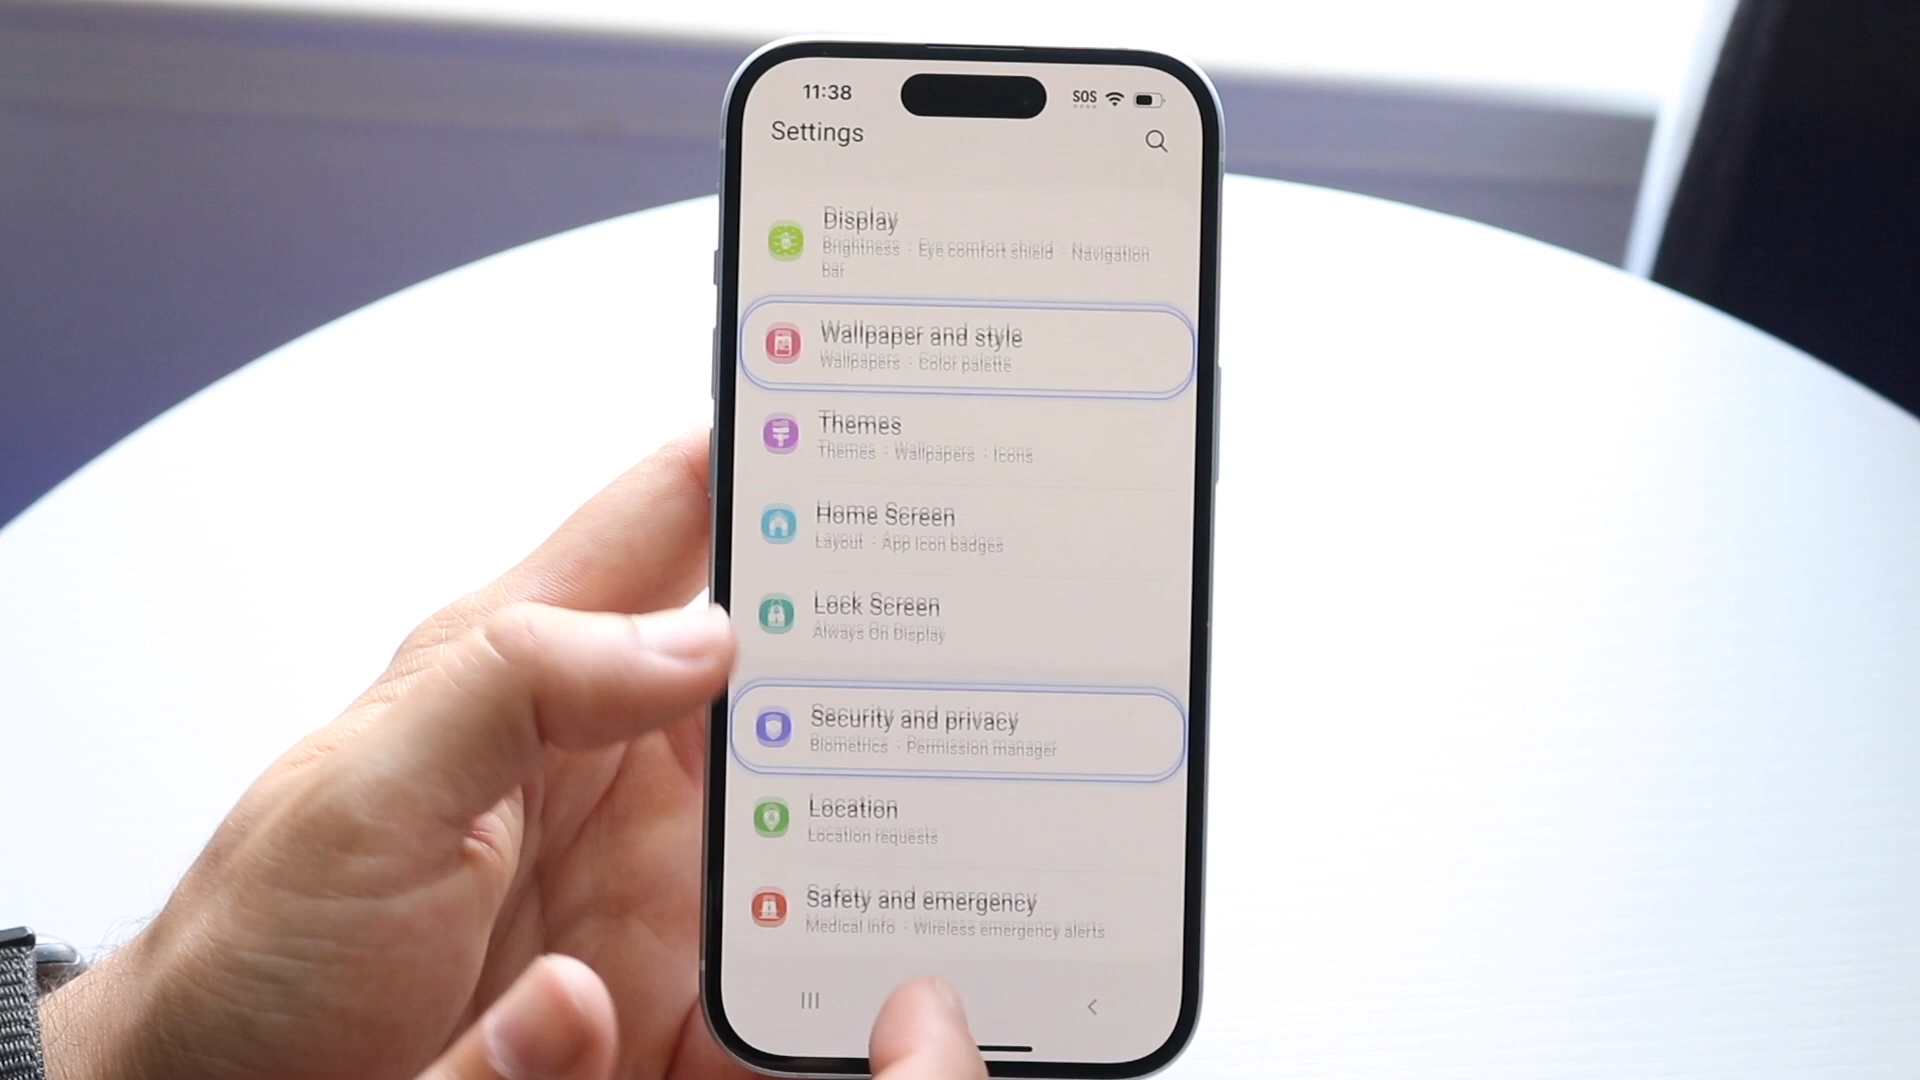 11:38
SOS
Settings
Display
Brightness · Eye comfort shield · Navigation
bar
Wallpaper and style
Wallpapers · Color palette
Themes
Themes · Wallpapers · Icons
Home Screen
Layout · App icon badges
Lock Screen
Always On Display
Security and privacy
Biometrics · Permission manager
Location
Location requests
Safety and emergency
Medical info · Wireless emergency alerts